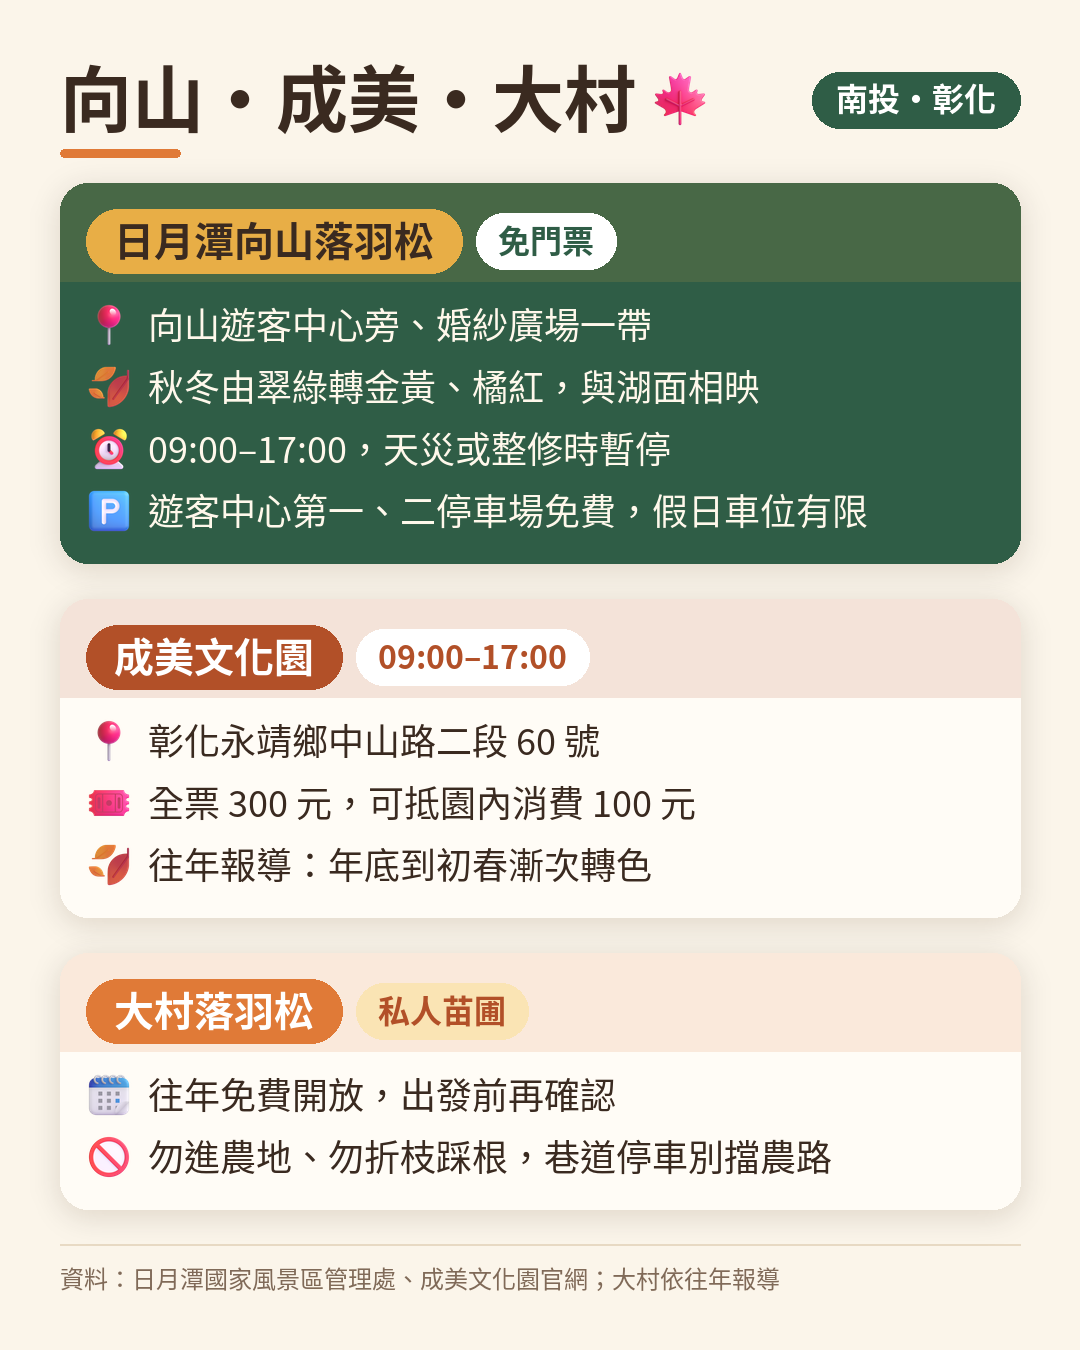 向山・成美・大村
南投・彰化
日月潭向山落羽松
免門票
向山遊客中心旁、婚紗廣場一帶
秋冬由翠綠轉金黃、橘紅，與湖面相映
09:00–17:00，天災或整修時暫停
P 遊客中心第一、二停車場免費，假日車位有限
成美文化園
09:00–17:00
彰化永靖鄉中山路二段 60 號
全票 300 元，可抵園內消費 100 元
往年報導：年底到初春漸次轉色
大村落羽松
私人苗圃
往年免費開放，出發前再確認
勿進農地、勿折枝踩根，巷道停車別擋農路
資料：日月潭國家風景區管理處、成美文化園官網；大村依往年報導